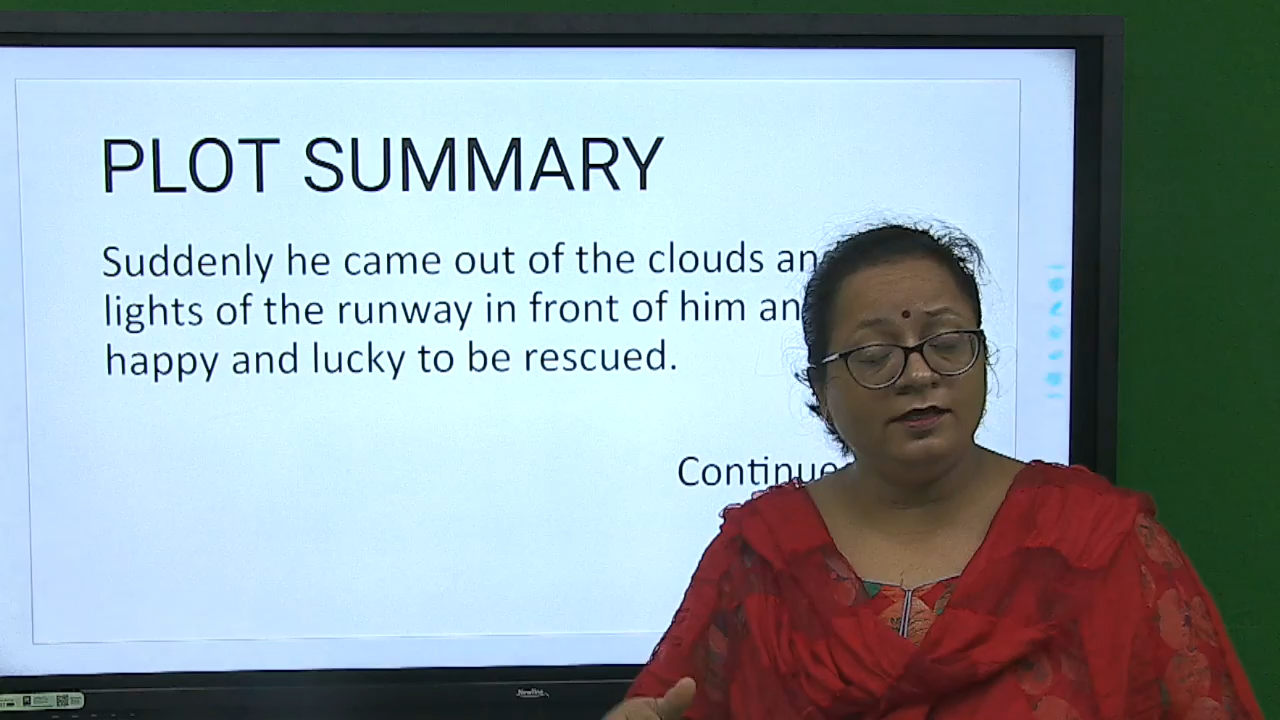 PLOT SUMMARY
Suddenly he came out of the clouds an
lights of the runway in front of him an
happy and lucky to be rescued.
Continue
Newline